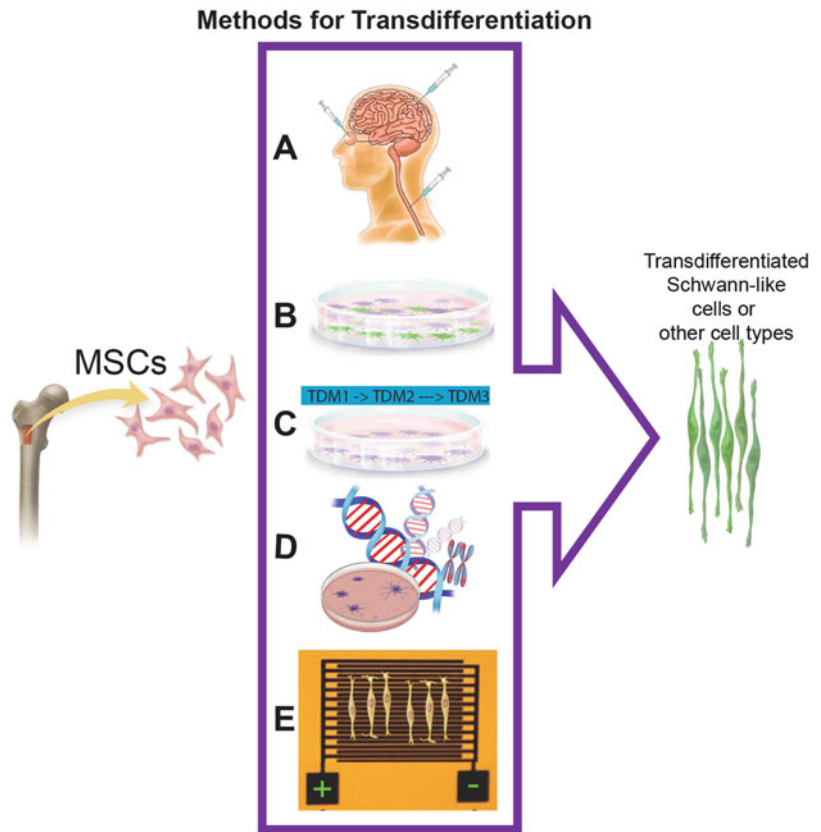 Methods for Transdifferentiation
A
B
MSCs
TDM1 -> TDM2 ---> TDM3
C
D
E
+
-
Transdifferentiated
Schwann-like
cells or
other cell types